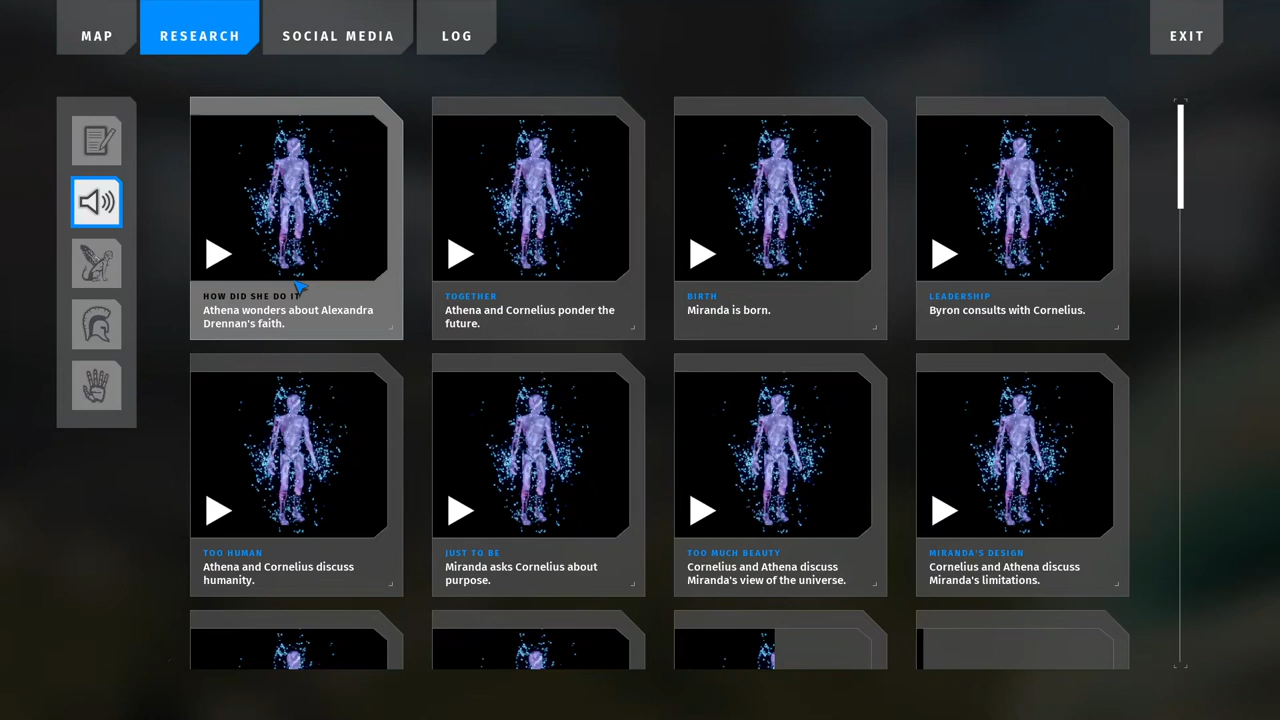 MAP
RESEARCH
SOCIAL MEDIA
LOG
EXIT
HOW DID SHE DO IT
Athena wonders about Alexandra
Drennan's faith.
TOGETHER
Athena and Cornelius ponder the
future.
BIRTH
Miranda is born.
LEADERSHIP
Byron consults with Cornelius.
TOO HUMAN
Athena and Cornelius discuss
humanity.
JUST TO BE
Miranda asks Cornelius about
purpose.
TOO MUCH BEAUTY
Cornelius and Athena discuss
Miranda's view of the universe.
MIRANDA'S DESIGN
Cornelius and Athena discuss
Miranda's limitations.